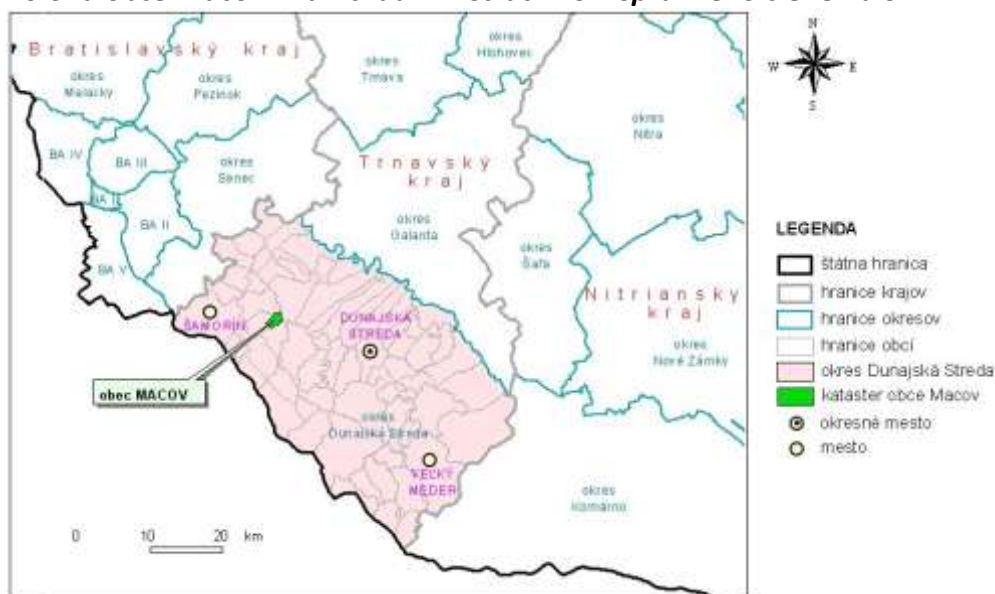 Bratislavský kraj
okres
Malacky
okres
Pezinok
okres
Trnava
okres
Hlohovec
okres
Nitra
N
W E
S
BA IV
BA III
BA II
BA V
okres
Senec
Trnavský
kraj
okres
Galanta
okres
Šaľa
Nitriansky
kraj
okres
Nové Zámky
ŠAMORÍN
DUNAJSKÁ
STREDA
obec MACOV
okres
Dunajská Streda
VEĽKÝ
MEDER
okres
Komárno
0 10 20 km
LEGENDA
štátna hranica
hranice krajov
hranice okresov
hranice obcí
okres Dunajská Streda
kataster obce Macov
okresné mesto
mesto